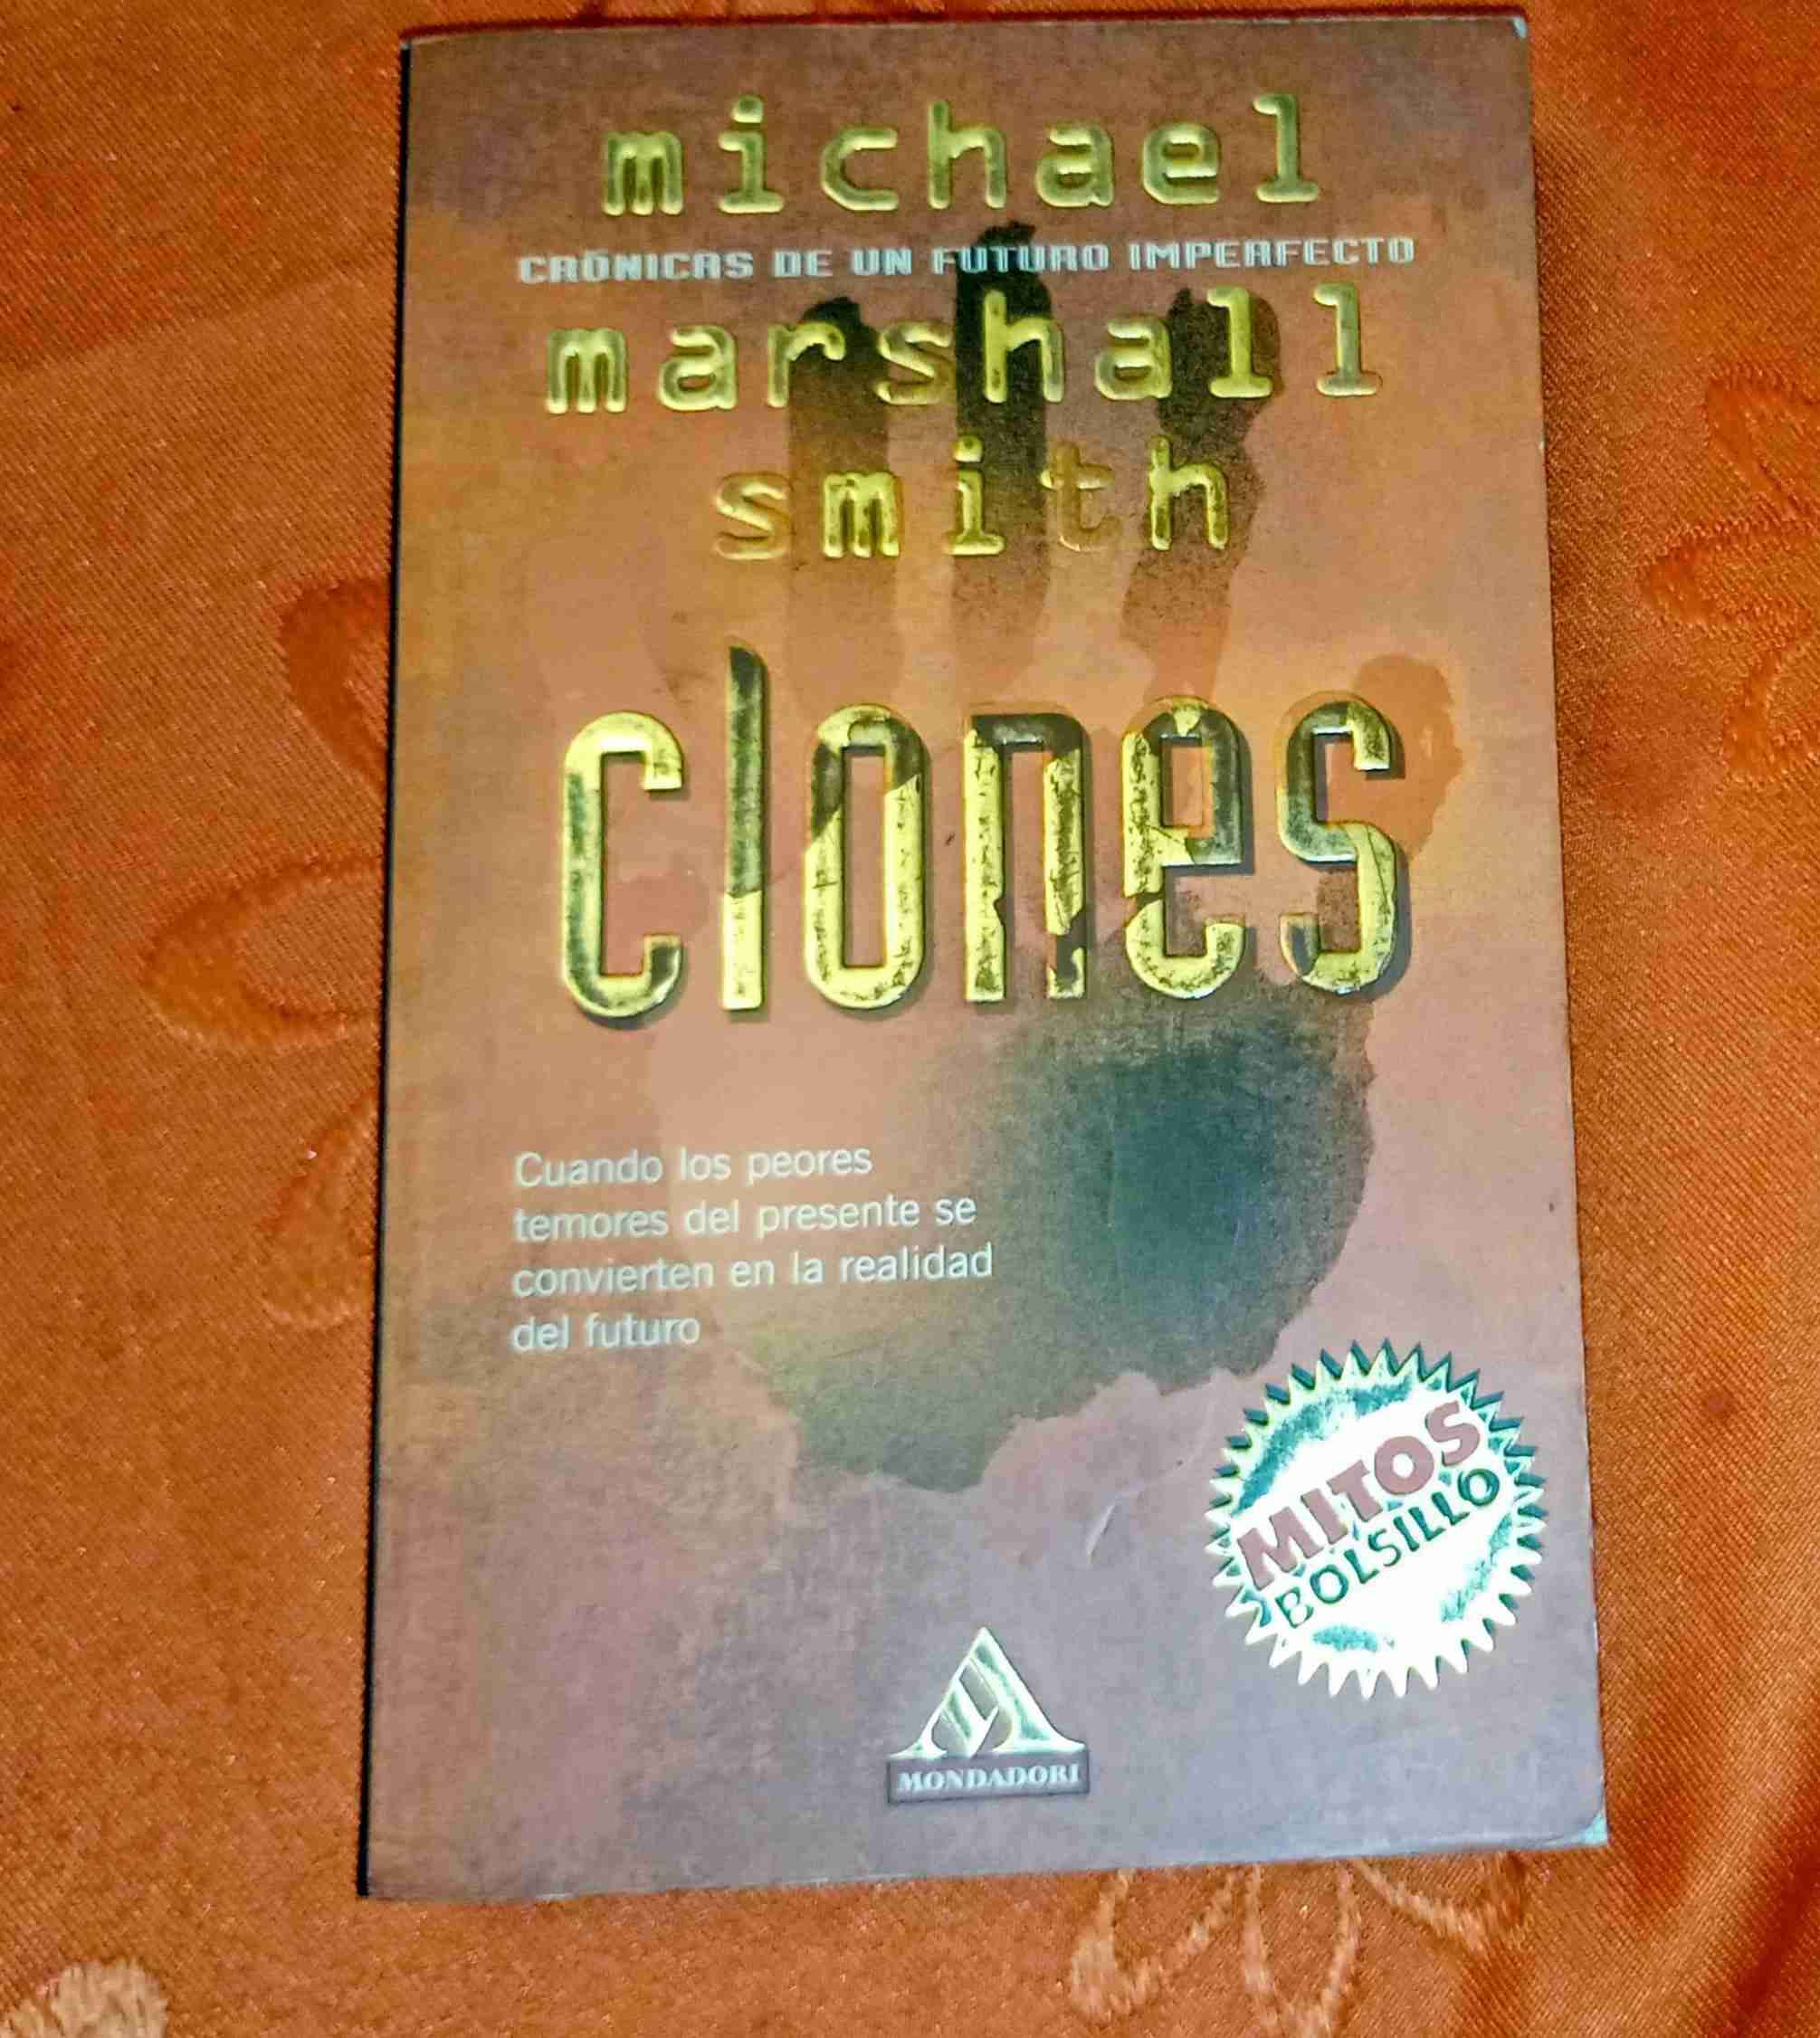 michael
CRÓNICAS DE UN FUTURO IMPERFECTO
marshall
smith
clones
Cuando los peores
temores del presente se
convierten en la realidad
del futuro
MITOS
BOLSILLO
MONDADORI